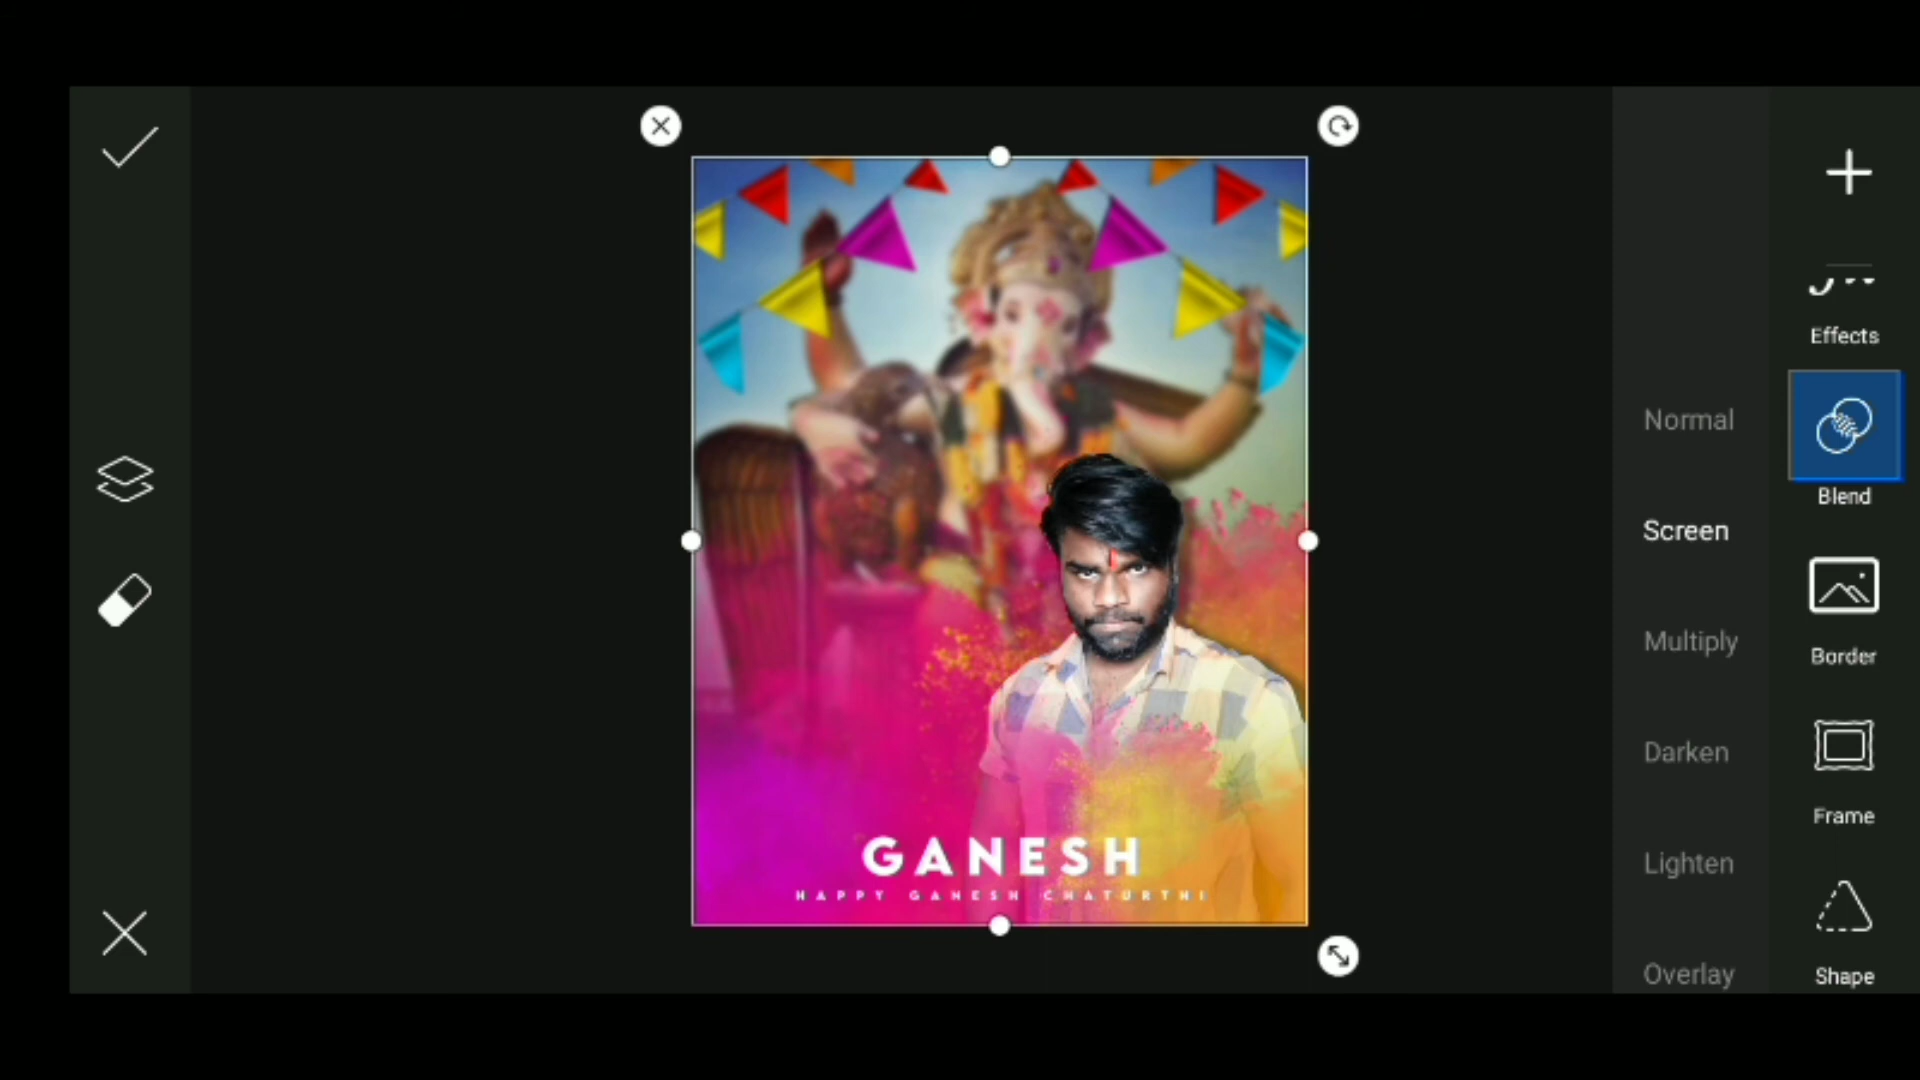 Effects
Normal
Blend
Screen
Multiply
Border
Darken
Frame
Lighten
Overlay
Shape
GANESH
HAPPY GANESH CHATURTHI